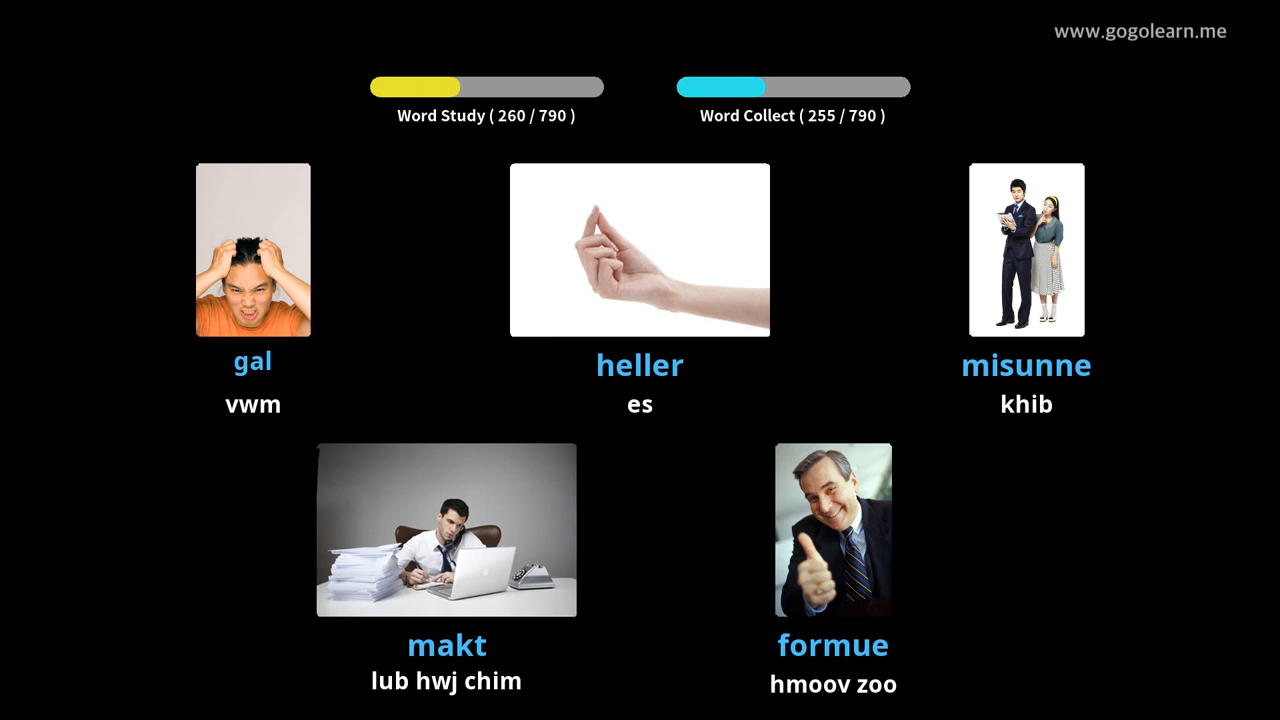 www.gogolearn.me
Word Study ( 260 / 790 )
Word Collect ( 255 / 790 )
gal
vwm
heller
es
misunne
khib
makt
lub hwj chim
formue
hmoov zoo